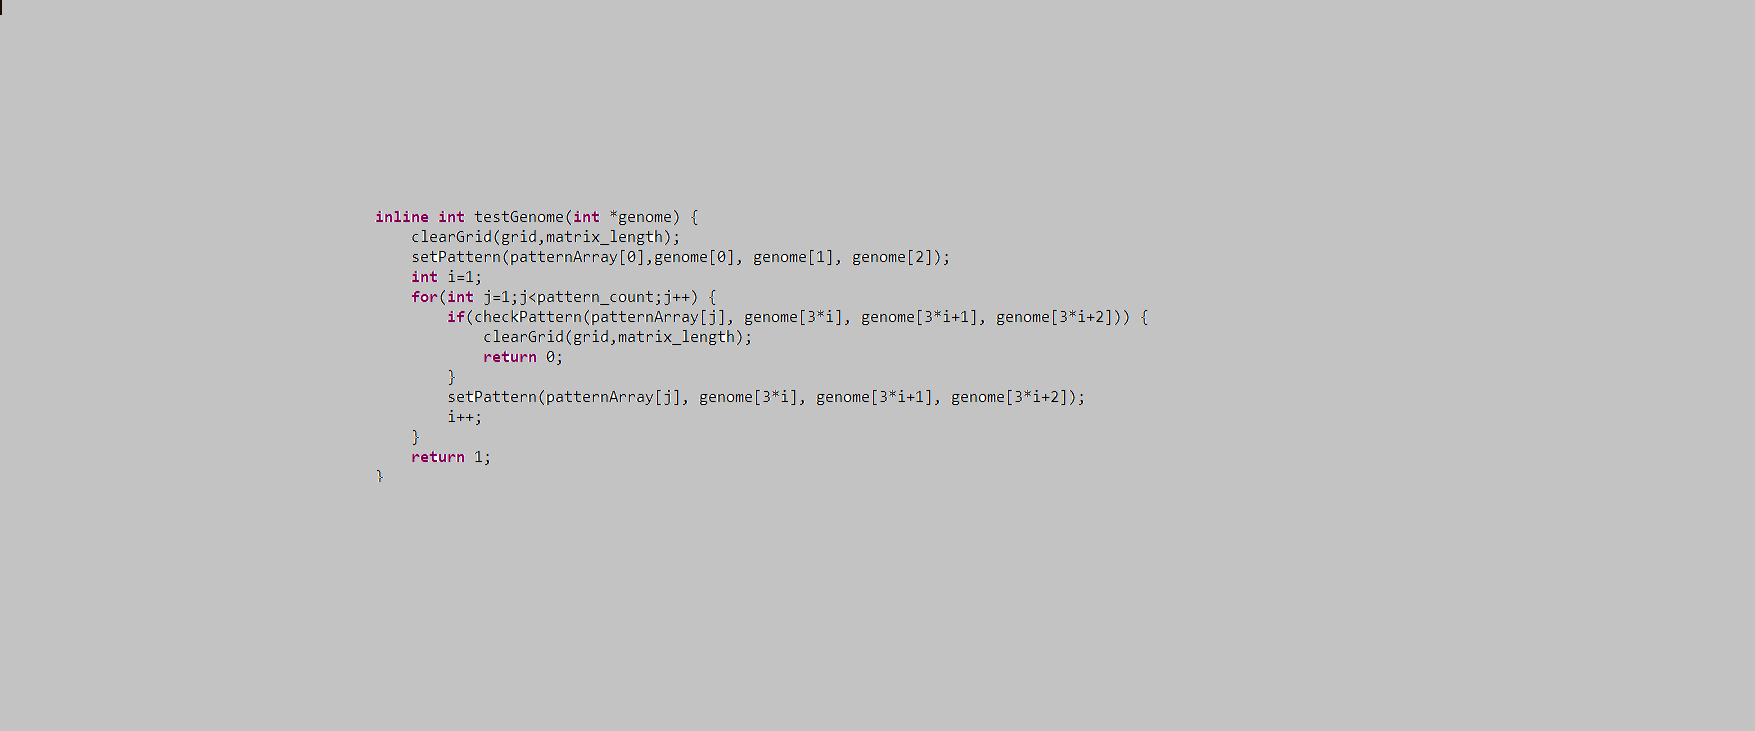 inline int testGenome(int *genome) {
    clearGrid(grid,matrix_length);
    setPattern(patternArray[0],genome[0], genome[1], genome[2]);
    int i=1;
    for(int j=1;j<pattern_count;j++) {
        if(checkPattern(patternArray[j], genome[3*i], genome[3*i+1], genome[3*i+2])) {
            clearGrid(grid,matrix_length);
            return 0;
        }
        setPattern(patternArray[j], genome[3*i], genome[3*i+1], genome[3*i+2]);
        i++;
    }
    return 1;
}